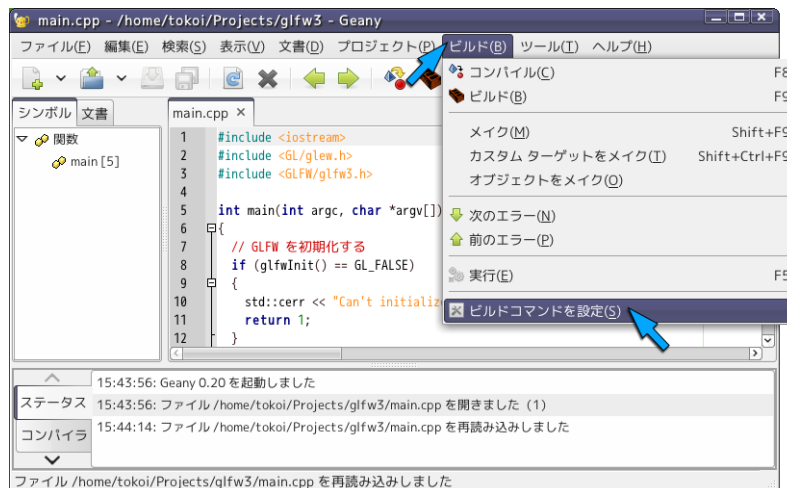 main.cpp - /home/tokoi/Projects/glfw3 - Geany
ファイル(F) 編集(E) 検索(S) 表示(V) 文書(D) プロジェクト(P) ビルド(B) ツール(T) ヘルプ(H)
コンパイル(C) F8
ビルド(B) F9
メイク(M) Shift+F9
カスタム ターゲットをメイク(T) Shift+Ctrl+F9
オブジェクトをメイク(O)
次のエラー(N)
前のエラー(P)
実行(E) F5
ビルドコマンドを設定(S)
シンボル 文書
関数
main [5]
main.cpp ×
1 #include <iostream>
2 #include <GL/glew.h>
3 #include <GLFW/glfw3.h>
4
5 int main(int argc, char *argv[])
6 {
7 // GLFW を初期化する
8 if (glfwInit() == GL_FALSE)
9 {
10 std::cerr << "Can't initialize
11 return 1;
12 }
ステータス
コンパイラ
15:43:56: Geany 0.20 を起動しました
15:43:56: ファイル /home/tokoi/Projects/glfw3/main.cpp を開きました (1)
15:44:14: ファイル /home/tokoi/Projects/glfw3/main.cpp を再読み込みしました
ファイル /home/tokoi/Projects/glfw3/main.cpp を再読み込みしました